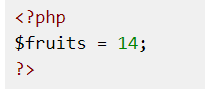 <?php
$fruits = 14;
?>